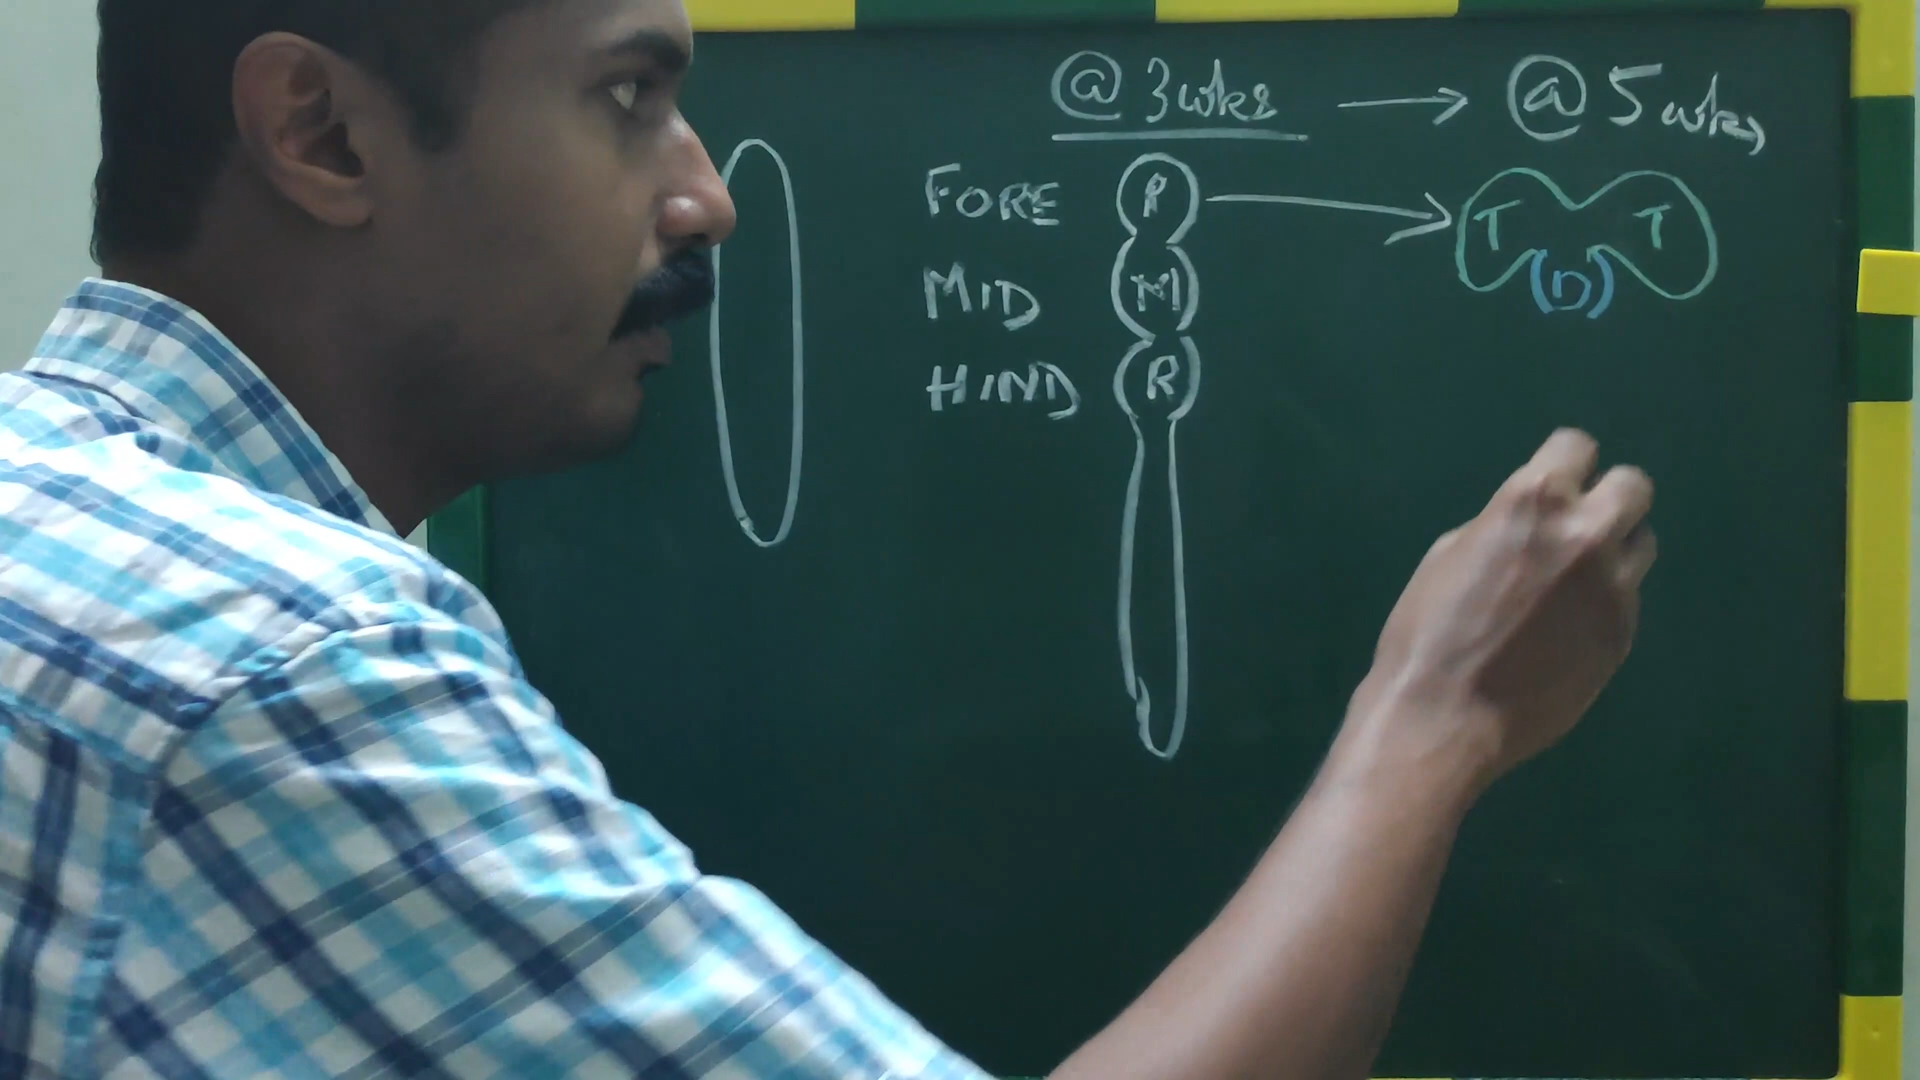 @ 3wks → @ 5wks
FORE P → T T
(D)
MID M
HIND R